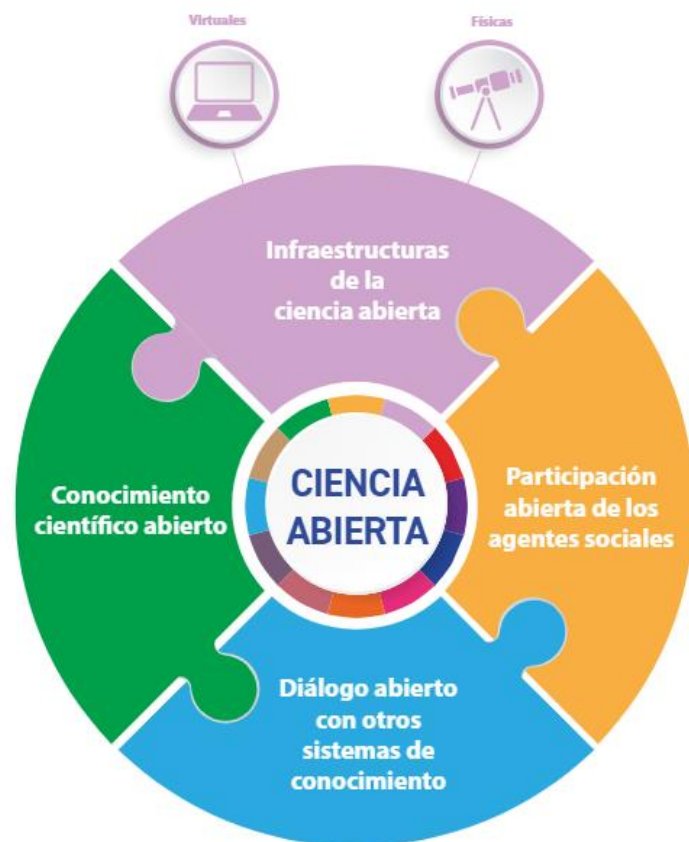 Virtuales
Físicas
Infraestructuras
de la
ciencia abierta
Conocimiento
científico abierto
CIENCIA
ABIERTA
Participación
abierta de los
agentes sociales
Diálogo abierto
con otros
sistemas de
conocimiento